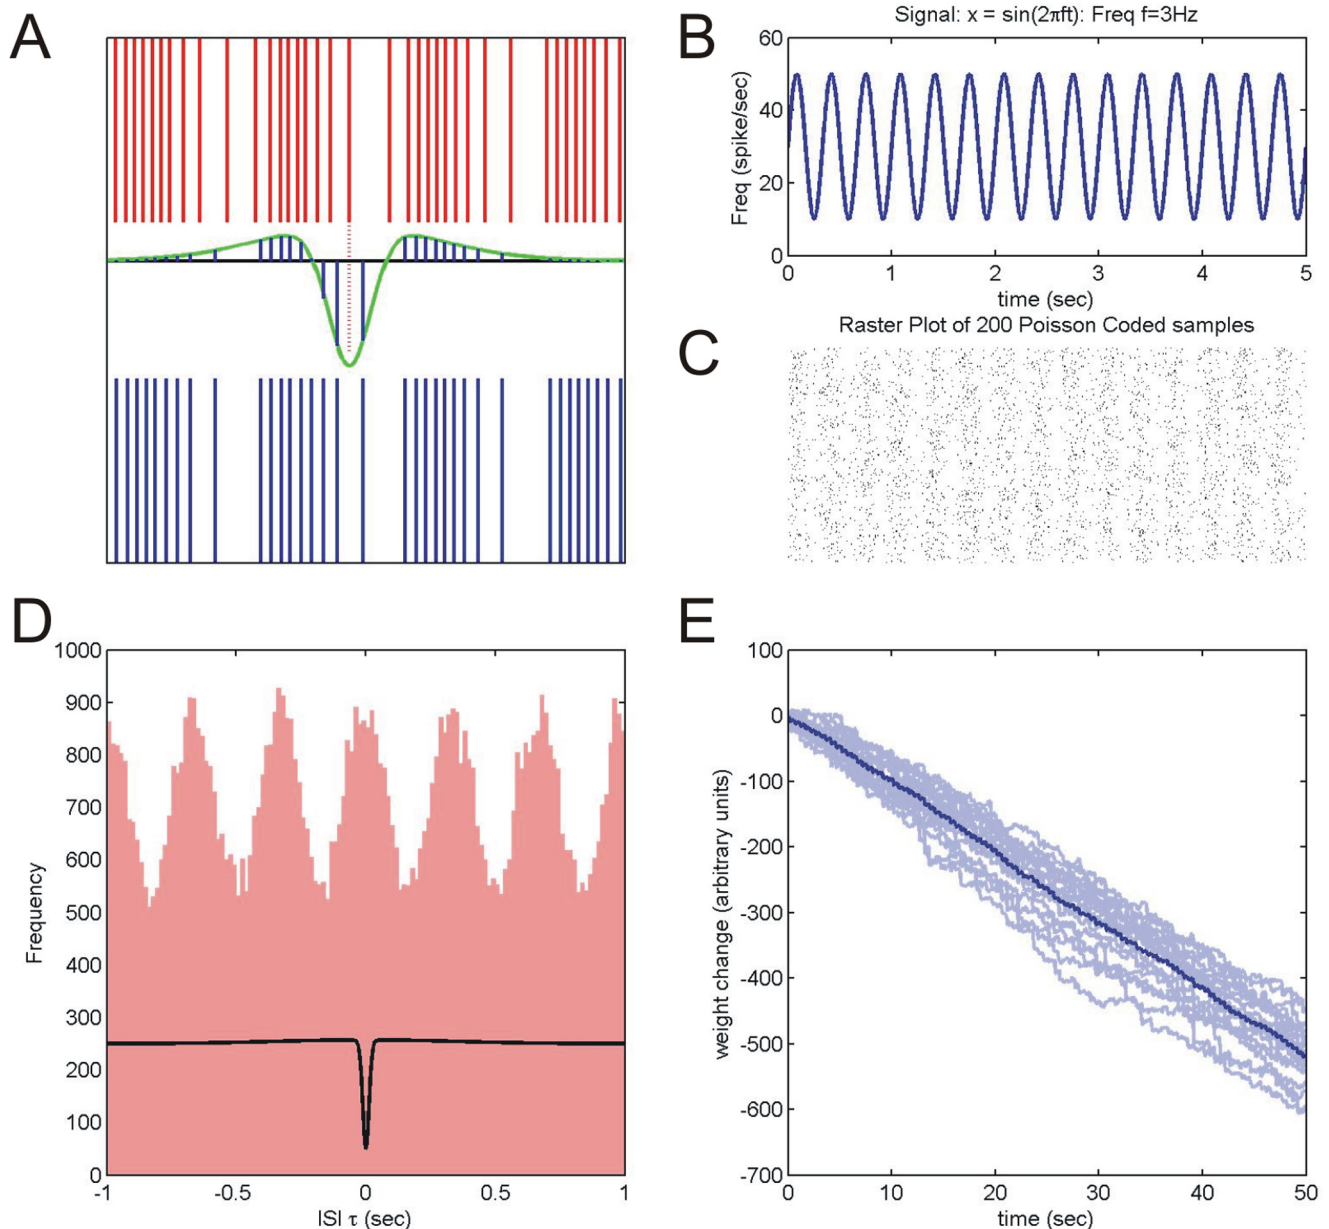 A
B
Signal: x = sin(2πft): Freq f=3Hz
60
40
20
0
Freq (spike/sec)
0 1 2 3 4 5
time (sec)
C
Raster Plot of 200 Poisson Coded samples
D
1000
900
800
700
600
500
400
300
200
100
0
Frequency
-1 -0.5 0 0.5 1
ISI τ (sec)
E
100
0
-100
-200
-300
-400
-500
-600
-700
weight change (arbitrary units)
0 10 20 30 40 50
time (sec)